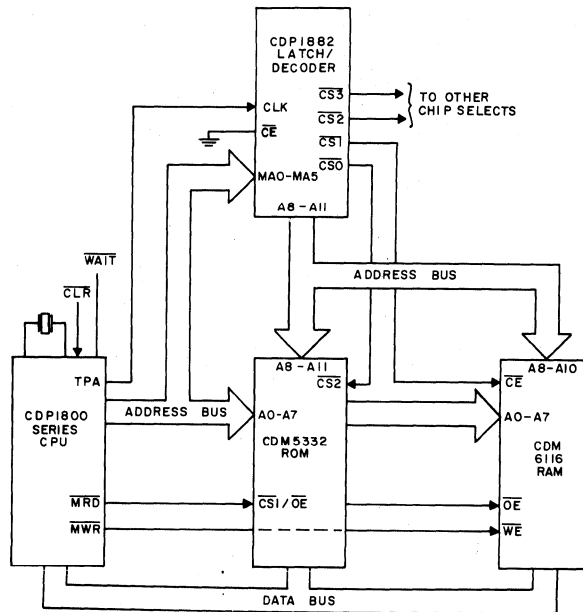 CDP1882
LATCH/
DECODER
CLK
CE
MA0-MA5
CS3
CS2
CS1
CS0
A8-A11
TO OTHER
CHIP SELECTS
ADDRESS BUS
WAIT
CLR
TPA
CDP1800
SERIES
CPU
MRD
MWR
ADDRESS BUS
A8-A11
CS2
A0-A7
CDM5332
ROM
CS1/OE
A8-A10
CE
A0-A7
CDM
6116
RAM
OE
WE
DATA BUS